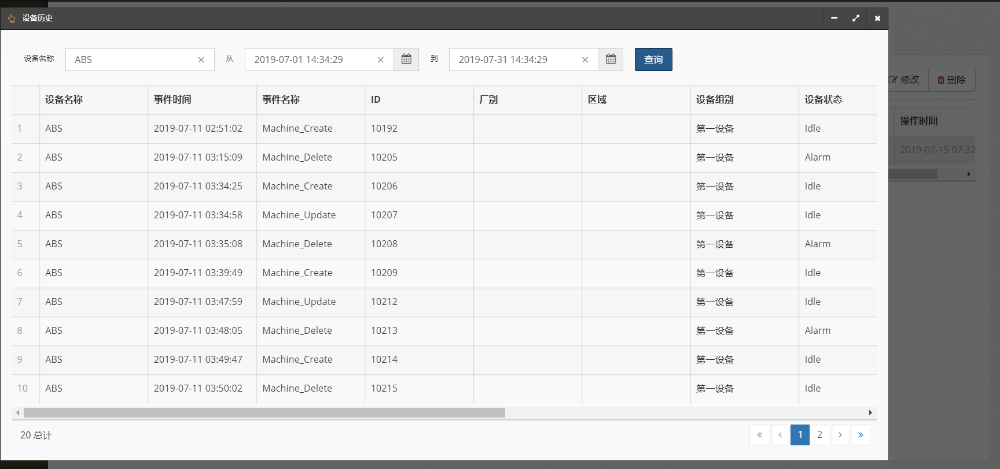 设备历史
设备名称 ABS 从 2019-07-01 14:34:29 到 2019-07-31 14:34:29 查询
修改 删除
设备名称 事件时间 事件名称 ID 厂别 区域 设备组别 设备状态
1 ABS 2019-07-11 02:51:02 Machine_Create 10192 第一设备 Idle
2 ABS 2019-07-11 03:15:09 Machine_Delete 10205 第一设备 Alarm
3 ABS 2019-07-11 03:34:25 Machine_Create 10206 第一设备 Idle
4 ABS 2019-07-11 03:34:58 Machine_Update 10207 第一设备 Idle
5 ABS 2019-07-11 03:35:08 Machine_Delete 10208 第一设备 Alarm
6 ABS 2019-07-11 03:39:49 Machine_Create 10209 第一设备 Idle
7 ABS 2019-07-11 03:47:59 Machine_Update 10212 第一设备 Idle
8 ABS 2019-07-11 03:48:05 Machine_Delete 10213 第一设备 Alarm
9 ABS 2019-07-11 03:49:47 Machine_Create 10214 第一设备 Idle
10 ABS 2019-07-11 03:50:02 Machine_Delete 10215 第一设备 Idle
操作时间
2019-07-15 07:32
20 总计
« ‹ 1 2 › »